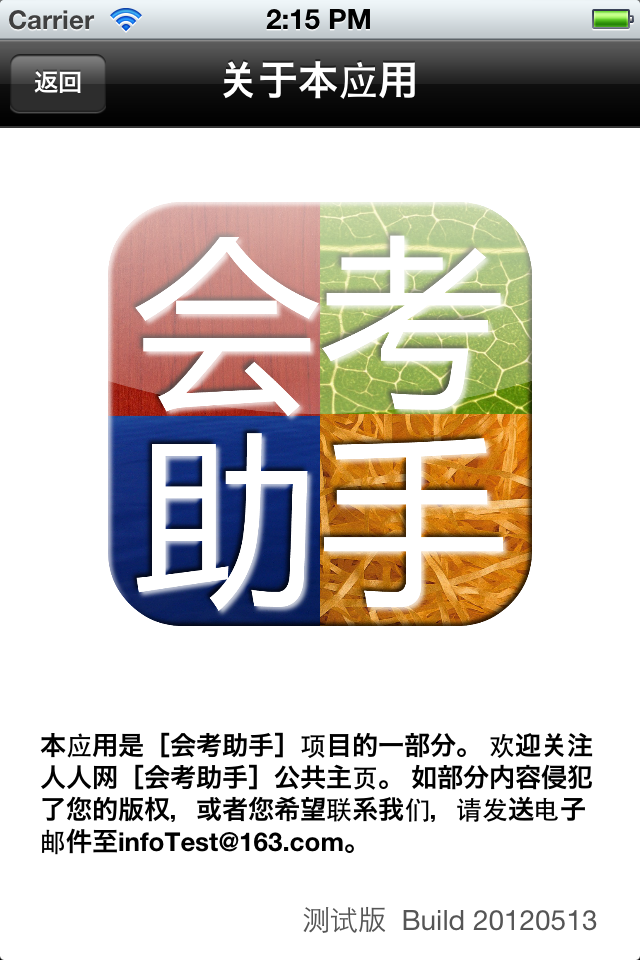 Carrier 2:15 PM
返回 关于本应用
会考
助手
本应用是［会考助手］项目的一部分。 欢迎关注
人人网［会考助手］公共主页。 如部分内容侵犯
了您的版权，或者您希望联系我们，请发送电子
邮件至infoTest@163.com。
测试版 Build 20120513